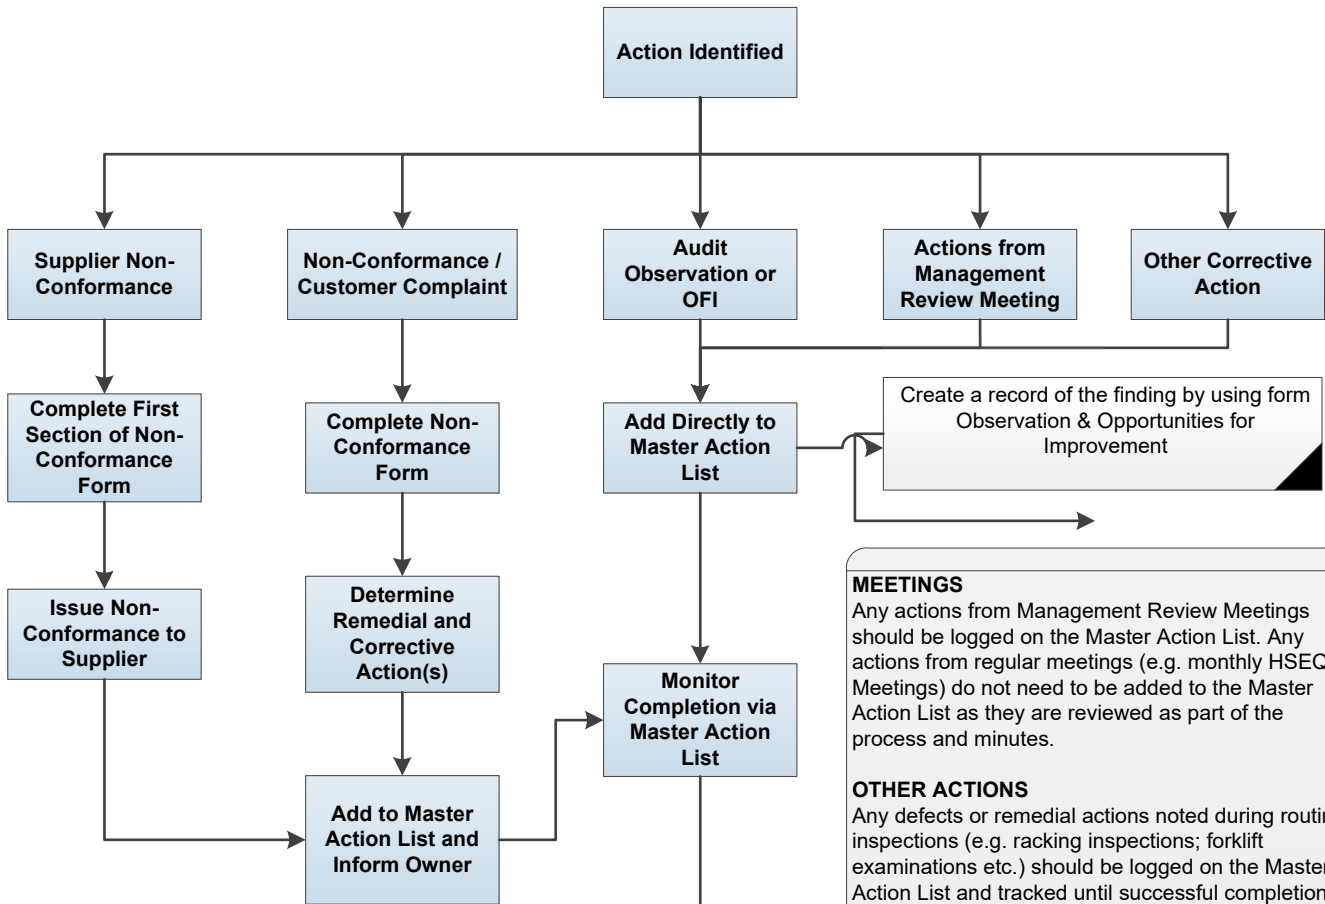 Action Identified
Supplier Non-
Conformance
Non-Conformance /
Customer Complaint
Audit
Observation or
OFI
Actions from
Management
Review Meeting
Other Corrective
Action
Complete First
Section of Non-
Conformance
Form
Complete Non-
Conformance
Form
Add Directly to
Master Action
List
Create a record of the finding by using form
Observation & Opportunities for
Improvement
Issue Non-
Conformance to
Supplier
Determine
Remedial and
Corrective
Action(s)
Monitor
Completion via
Master Action
List
Add to Master
Action List and
Inform Owner
MEETINGS
Any actions from Management Review Meetings
should be logged on the Master Action List. Any
actions from regular meetings (e.g. monthly HSEQ
Meetings) do not need to be added to the Master
Action List as they are reviewed as part of the
process and minutes.
OTHER ACTIONS
Any defects or remedial actions noted during routin
inspections (e.g. racking inspections; forklift
examinations etc.) should be logged on the Master
Action List and tracked until successful completion